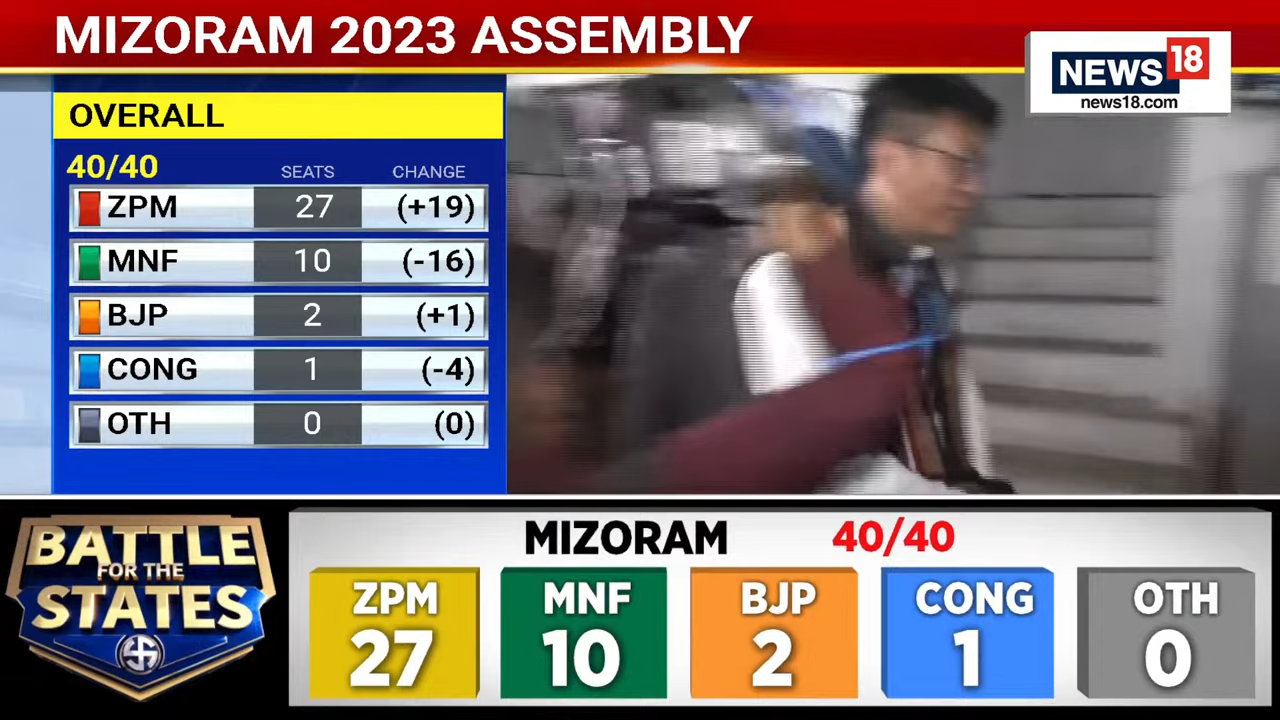 MIZORAM 2023 ASSEMBLY
NEWS 18
news18.com
OVERALL
40/40 SEATS CHANGE
ZPM 27 (+19)
MNF 10 (-16)
BJP 2 (+1)
CONG 1 (-4)
OTH 0 (0)
BATTLE
FOR THE
STATES
MIZORAM 40/40
ZPM MNF BJP CONG OTH
27 10 2 1 0